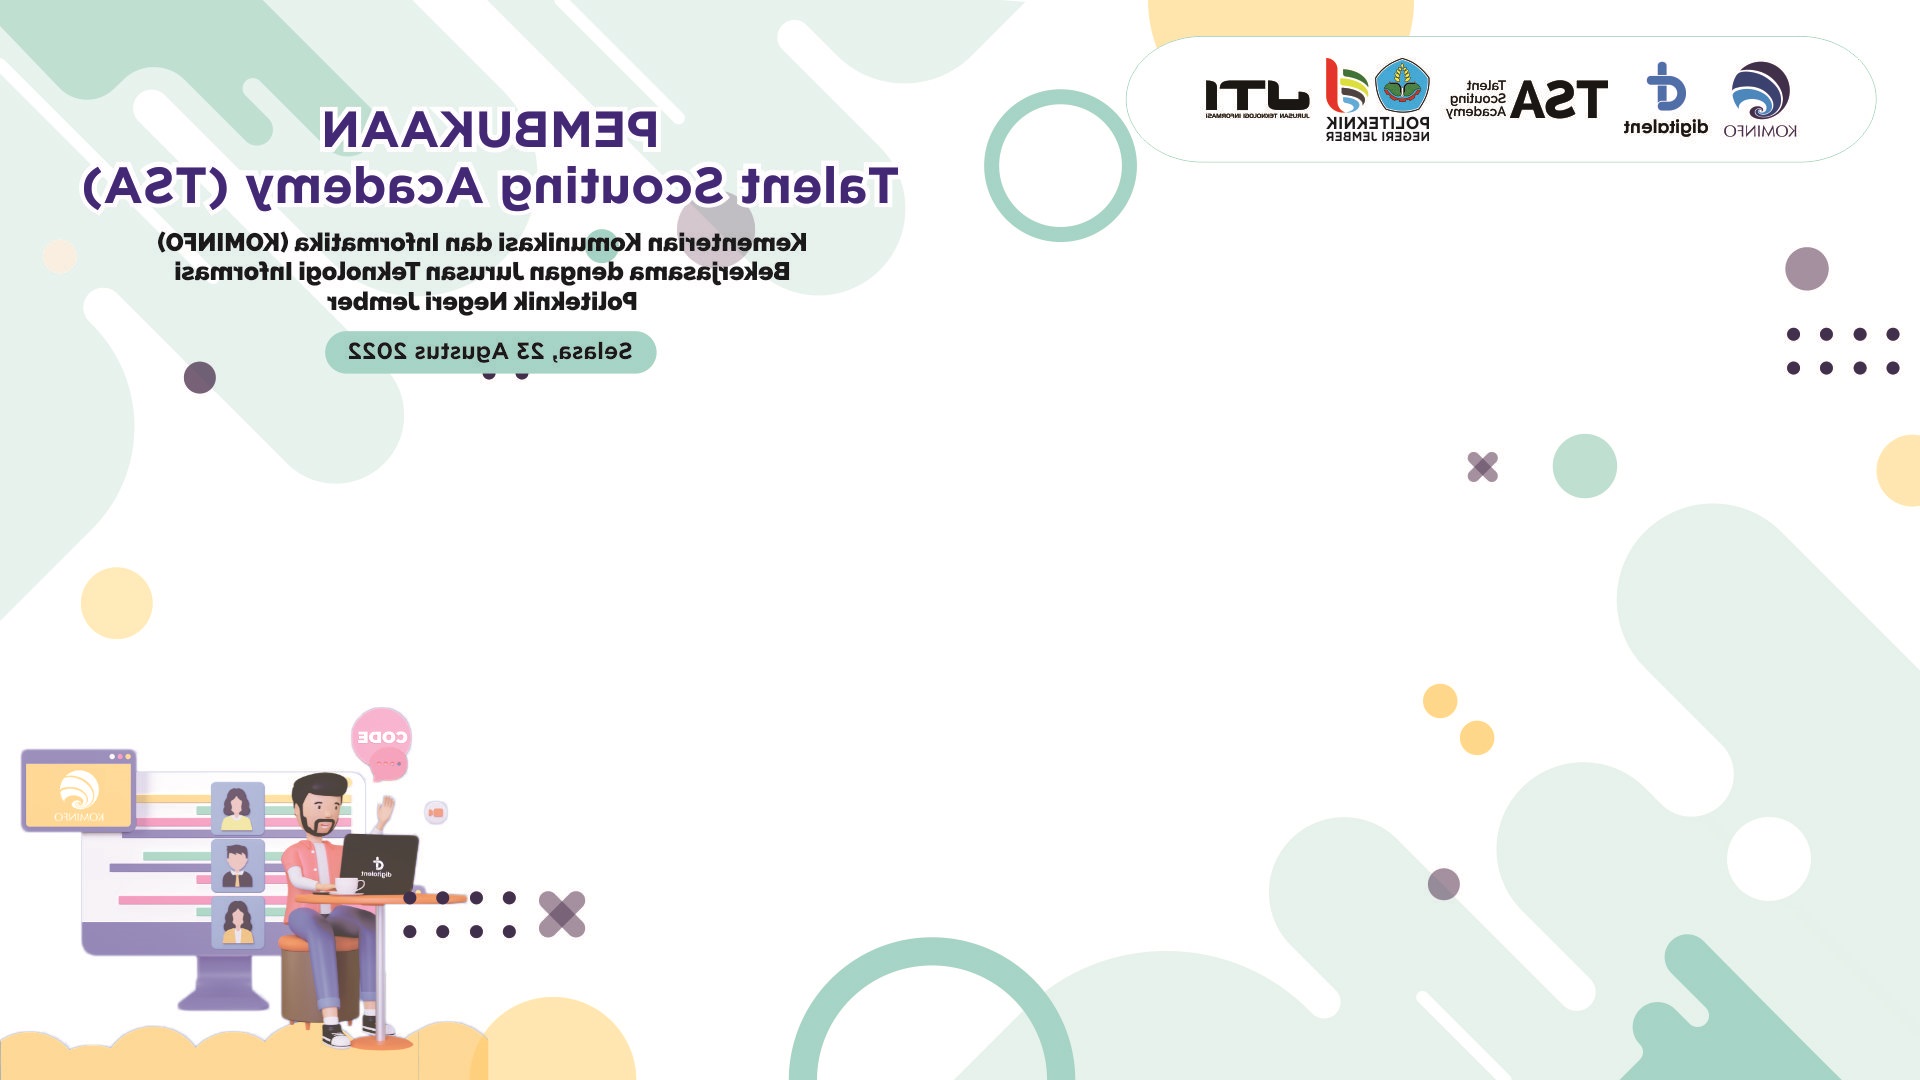 PEMBUKAAN
Talent Scouting Academy (TSA)
Kementerian Komunikasi dan Informatika (KOMINFO)
Bekerjasama dengan Jurusan Teknologi Informasi
Politeknik Negeri Jember
Selasa, 23 Agustus 2022
KOMINFO
digitalent
TSA
Talent
Scouting
Academy
POLITEKNIK
NEGERI JEMBER
JTI
JURUSAN TEKNOLOGI INFORMASI
CODE
KOMINFO
digitalent